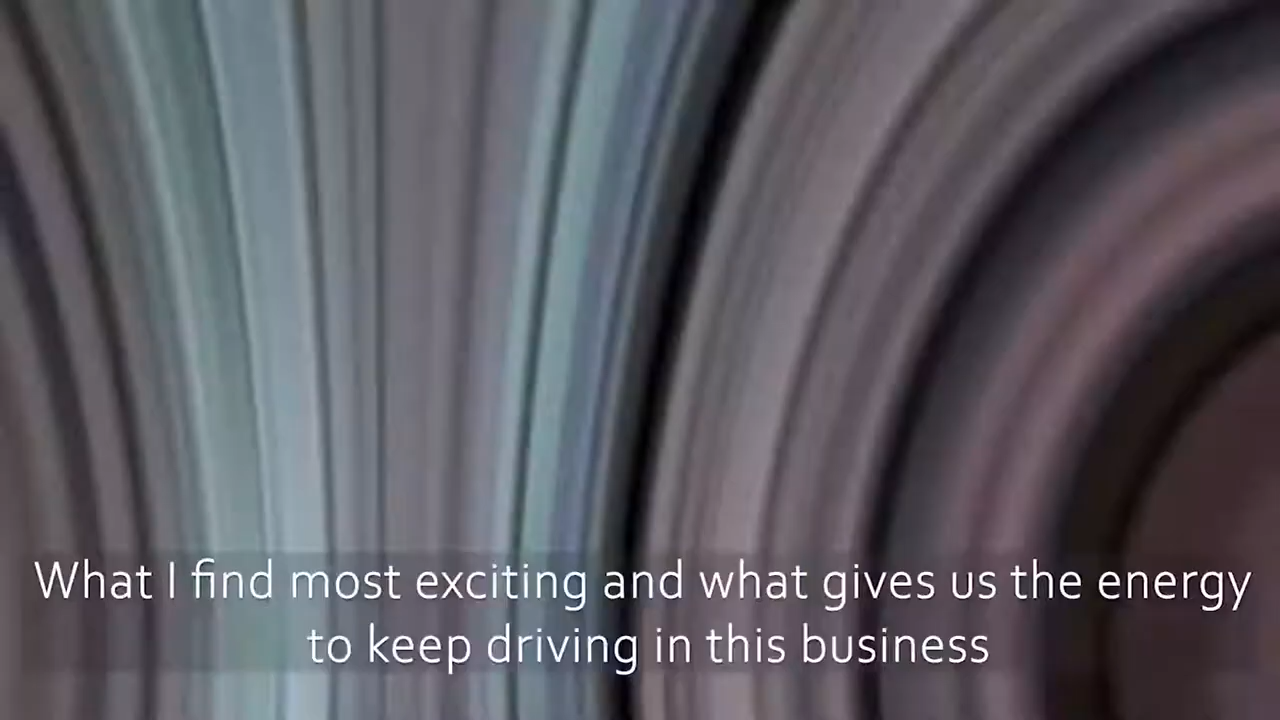 What I find most exciting and what gives us the energy
to keep driving in this business